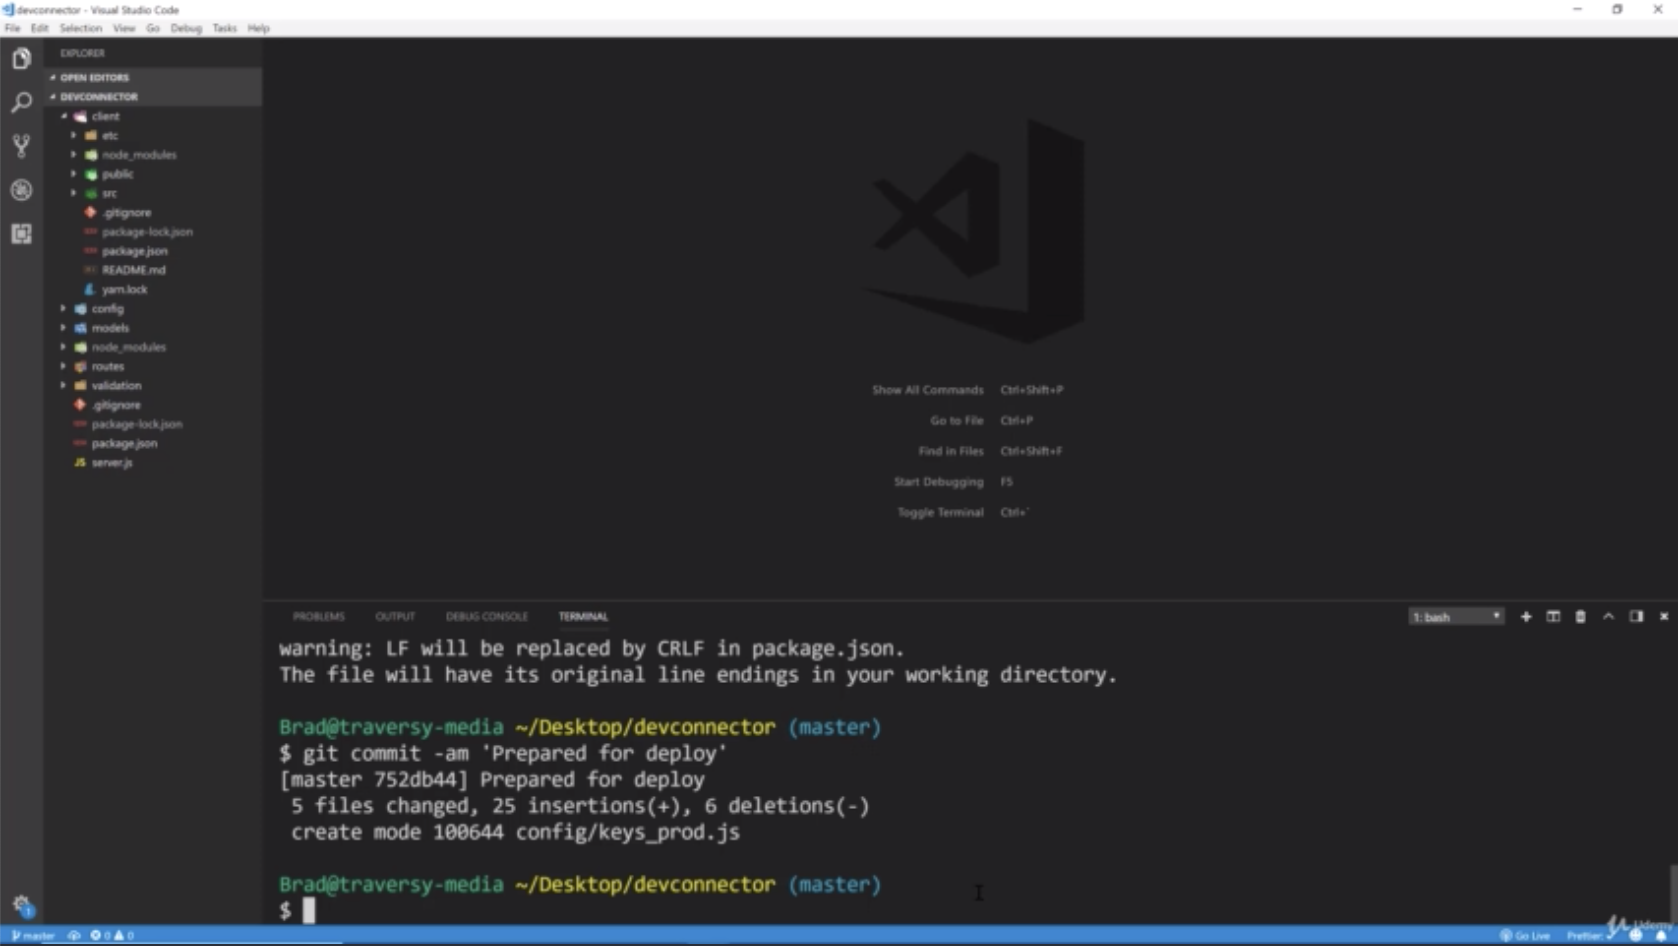 devconnector - Visual Studio Code
File Edit Selection View Go Debug Tasks Help
EXPLORER
OPEN EDITORS
DEVCONNECTOR
client
etc
node_modules
public
src
.gitignore
package-lock.json
package.json
README.md
yarn.lock
config
models
node_modules
routes
validation
.gitignore
package-lock.json
package.json
JS server.js
Show All Commands Ctrl+Shift+P
Go to File Ctrl+P
Find in Files Ctrl+Shift+F
Start Debugging F5
Toggle Terminal Ctrl+`
PROBLEMS OUTPUT DEBUG CONSOLE TERMINAL
1: bash
warning: LF will be replaced by CRLF in package.json.
The file will have its original line endings in your working directory.
Brad@traversy-media ~/Desktop/devconnector (master)
$ git commit -am 'Prepared for deploy'
[master 752db44] Prepared for deploy
5 files changed, 25 insertions(+), 6 deletions(-)
create mode 100644 config/keys_prod.js
Brad@traversy-media ~/Desktop/devconnector (master)
$
1
master 0 0
Go Live Prettier: ✓
Udemy